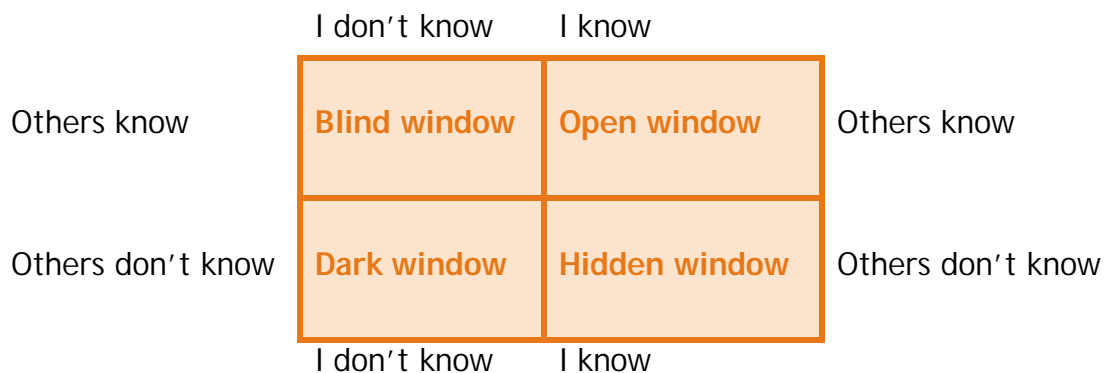 I don't know I know
Others know Blind window Open window Others know
Others don't know Dark window Hidden window Others don't know
I don't know I know